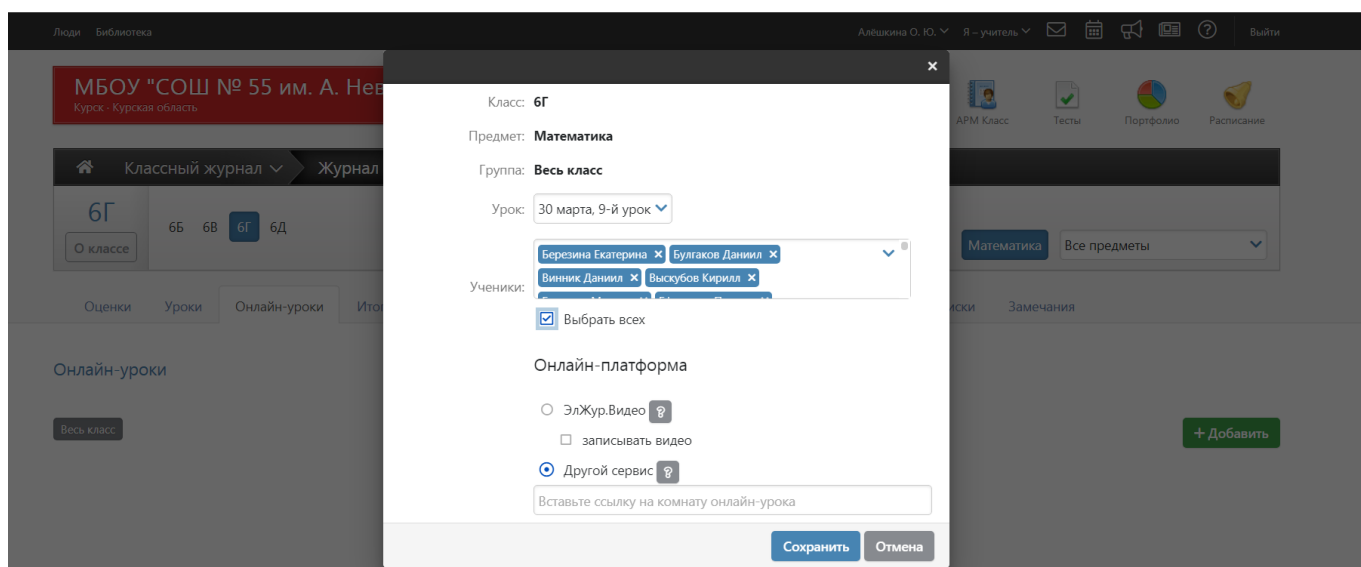 Люди Библиотека
Алёшкина О. Ю. Я – учитель Выйти
МБОУ "СОШ № 55 им. А. Нев
Курск - Курская область
АРМ Класс Тесты Портфолио Расписание
Классный журнал Журнал
6Г
О классе
6Б 6В 6Г 6Д
Математика Все предметы
Оценки Уроки Онлайн-уроки Замечания
Онлайн-уроки
Весь класс
+ Добавить
×
Класс: 6Г
Предмет: Математика
Группа: Весь класс
Урок: 30 марта, 9-й урок
Ученики:
Березина Екатерина × Булгаков Даниил ×
Винник Даниил × Выскубов Кирилл ×
Выбрать всех
Онлайн-платформа
ЭлЖур.Видео ?
записывать видео
Другой сервис ?
Вставьте ссылку на комнату онлайн-урока
Сохранить Отмена